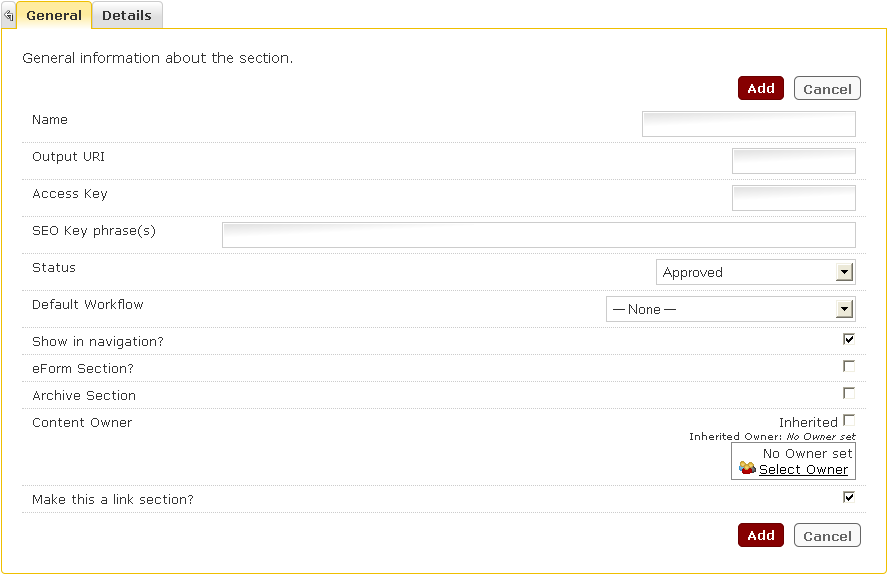 General Details
General information about the section.
Add Cancel
Name
Output URI
Access Key
SEO Key phrase(s)
Status Approved
Default Workflow — None —
Show in navigation?
eForm Section?
Archive Section
Content Owner Inherited
Inherited Owner: No Owner set
No Owner set
Select Owner
Make this a link section?
Add Cancel